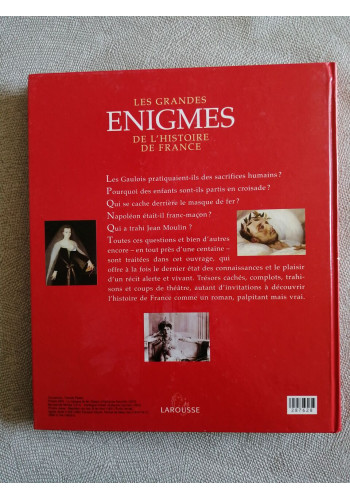 LES GRANDES
ENIGMES
DE L'HISTOIRE
DE FRANCE
Les Gaulois pratiquaient-ils des sacrifices humains ?
Pourquoi des enfants sont-ils partis en croisade ?
Qui se cache derrière le masque de fer ?
Napoléon était-il franc-maçon ?
Qui a trahi Jean Moulin ?
Toutes ces questions et bien d'autres
encore – en tout près d'une centaine –
sont traitées dans cet ouvrage, qui
offre à la fois le dernier état des connaissances et le plaisir
d'un récit alerte et vivant. Trésors cachés, complots, trahi-
sons et coups de théâtre, autant d'invitations à découvrir
l'histoire de France comme un roman, palpitant mais vrai.
LAROUSSE